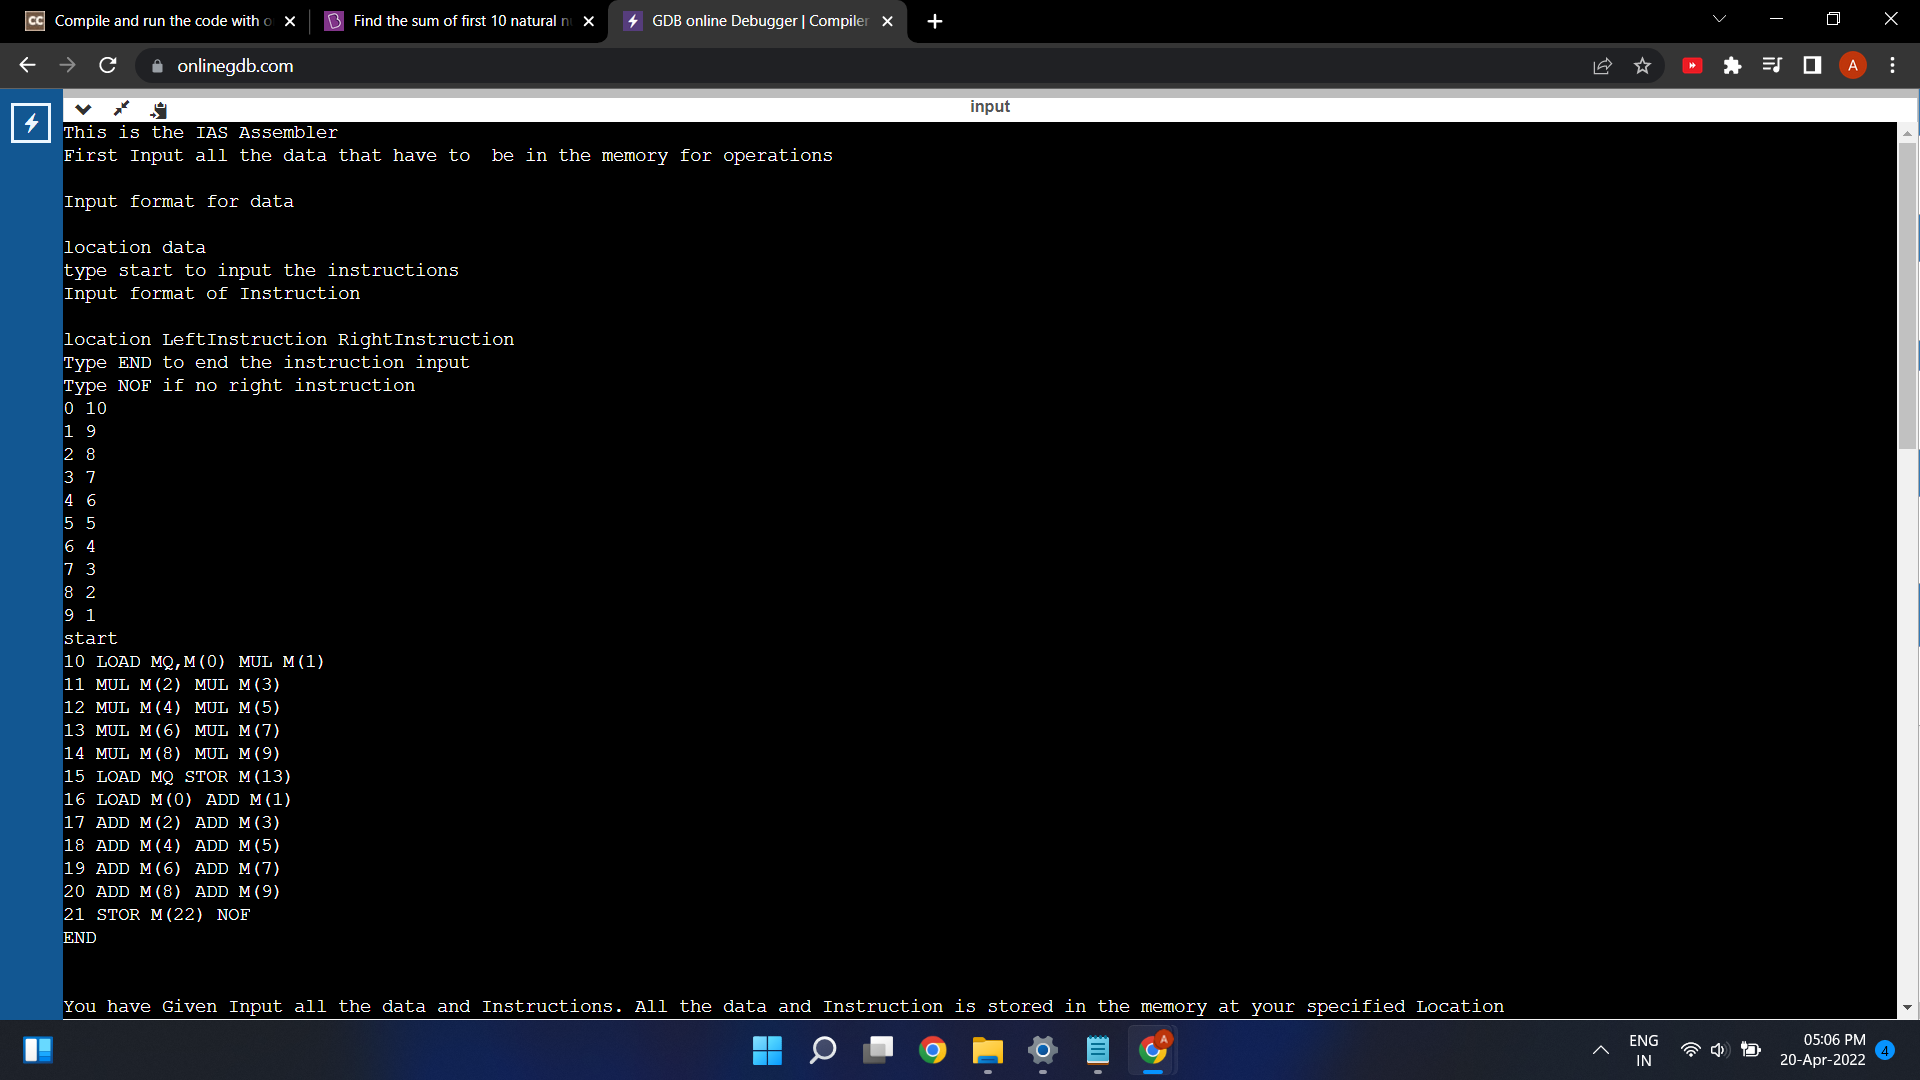 CC Compile and run the code with o
Find the sum of first 10 natural n
GDB online Debugger | Compiler
onlinegdb.com
A
input
This is the IAS Assembler
First Input all the data that have to  be in the memory for operations
Input format for data
location data
type start to input the instructions
Input format of Instruction
location LeftInstruction RightInstruction
Type END to end the instruction input
Type NOF if no right instruction
0 10
1 9
2 8
3 7
4 6
5 5
6 4
7 3
8 2
9 1
start
10 LOAD MQ,M(0) MUL M(1)
11 MUL M(2) MUL M(3)
12 MUL M(4) MUL M(5)
13 MUL M(6) MUL M(7)
14 MUL M(8) MUL M(9)
15 LOAD MQ STOR M(13)
16 LOAD M(0) ADD M(1)
17 ADD M(2) ADD M(3)
18 ADD M(4) ADD M(5)
19 ADD M(6) ADD M(7)
20 ADD M(8) ADD M(9)
21 STOR M(22) NOF
END
You have Given Input all the data and Instructions. All the data and Instruction is stored in the memory at your specified Location
A
ENG
IN
05:06 PM
20-Apr-2022
4